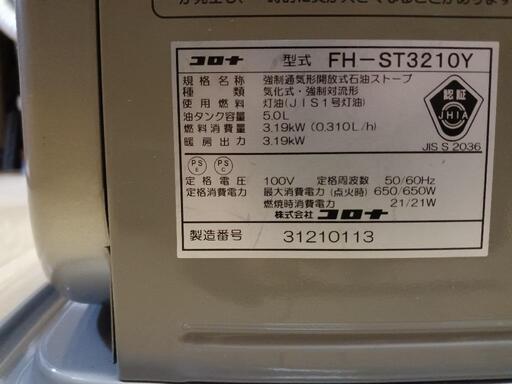 コロナ 型式 FH-ST3210Y
規格名称 強制通気形開放式石油ストーブ
種類 気化式・強制対流形
使用燃料 灯油(JIS1号灯油)
油タンク容量 5.0L
燃料消費量 3.19kW (0.310L/h)
暖房出力 3.19kW
認証
JHIA
JIS S 2036
PS E PS C
定格電圧 100V 定格周波数 50/60Hz
定格消費電力 最大消費電力(点火時) 650/650W
燃焼時消費電力 21/21W
株式会社コロナ
製造番号 31210113